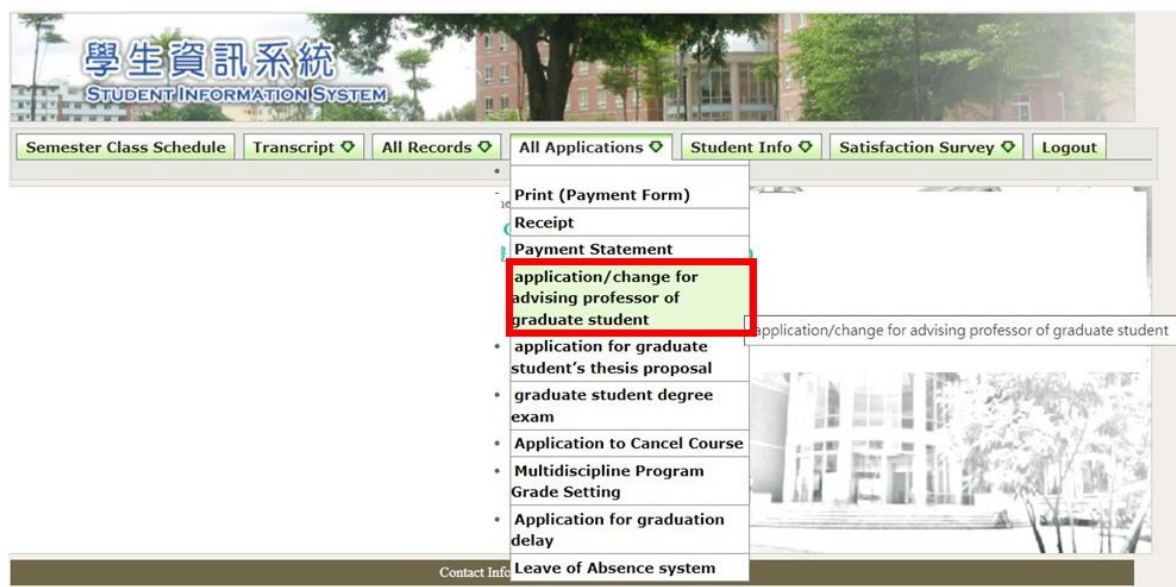 學生資訊系統
STUDENT INFORMATION SYSTEM
Semester Class Schedule Transcript All Records All Applications Student Info Satisfaction Survey Logout
Print (Payment Form)
Receipt
Payment Statement
application/change for
advising professor of
graduate student
application/change for advising professor of graduate student
application for graduate
student's thesis proposal
graduate student degree
exam
Application to Cancel Course
Multidiscipline Program
Grade Setting
Application for graduation
delay
Leave of Absence system
Contact